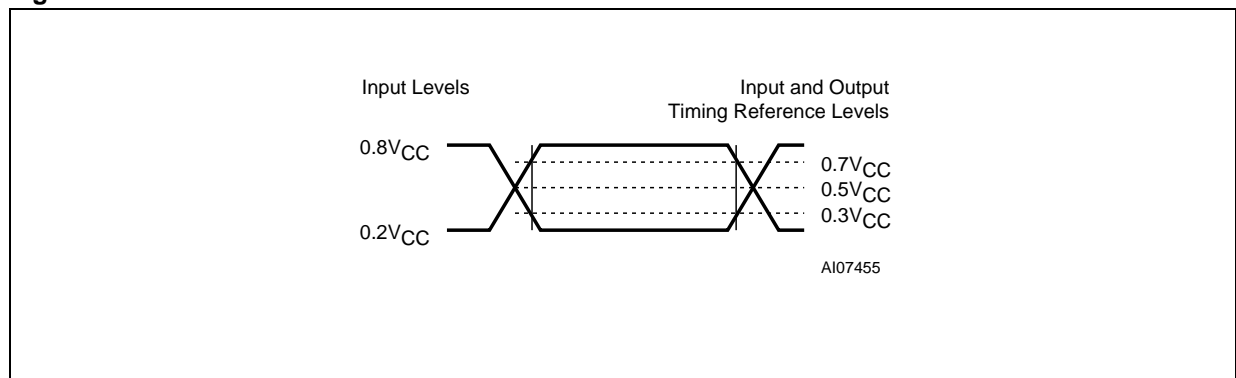 Input Levels
Input and Output
Timing Reference Levels
0.8VCC
0.7VCC
0.5VCC
0.3VCC
0.2VCC
AI07455